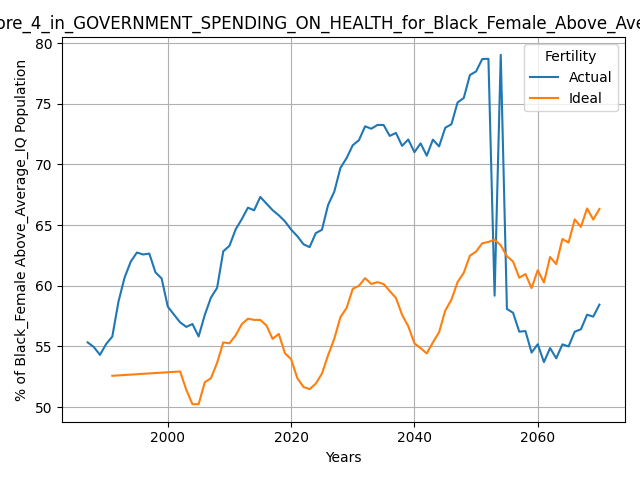 ore_4_in_GOVERNMENT_SPENDING_ON_HEALTH_for_Black_Female_Above_Ave
80
75
70
65
60
55
50
% of Black_Female Above_Average_IQ Population
Fertility
Actual
Ideal
2000
2020
2040
2060
Years